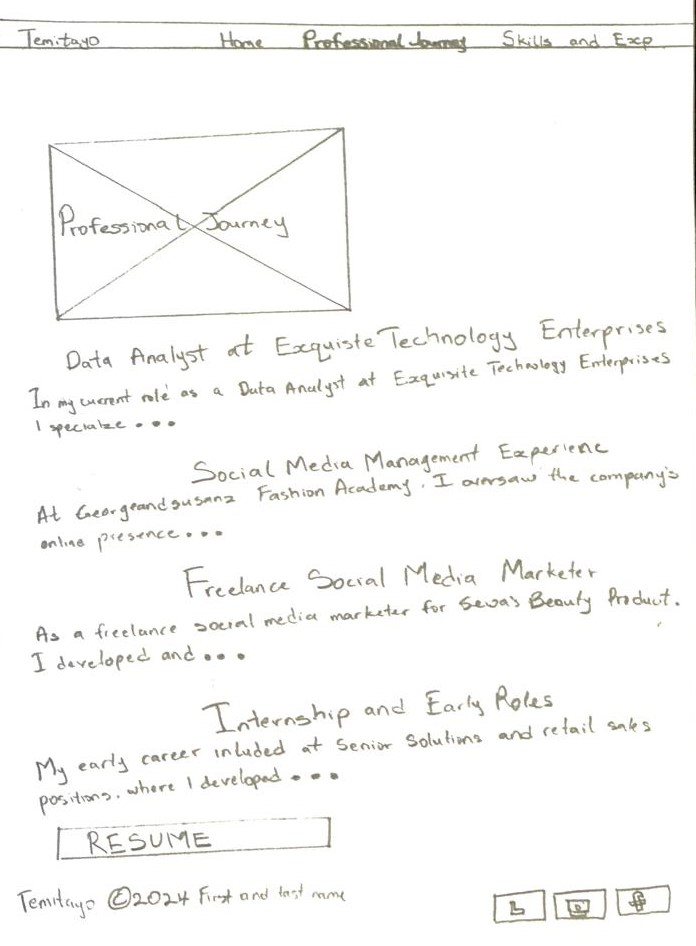 Temitayo Home Professional Journey Skills and Exp
Professional Journey
Data Analyst at Exquiste Technology Enterprises
In my current role as a Data Analyst at Exquisite Technology Enterprises
I specialze ...
Social Media Management Experienc
At Georgeandsusanz Fashion Academy. I oversaw the company's
online presence...
Freelance Social Media Marketer
As a freelance social media marketer for Sewa's Beauty Product.
I developed and ...
Internship and Early Roles
My early career inluded at Senior Solutions and retail sales
positions, where I developed ...
RESUME
Temitayo ©2024 First and last name